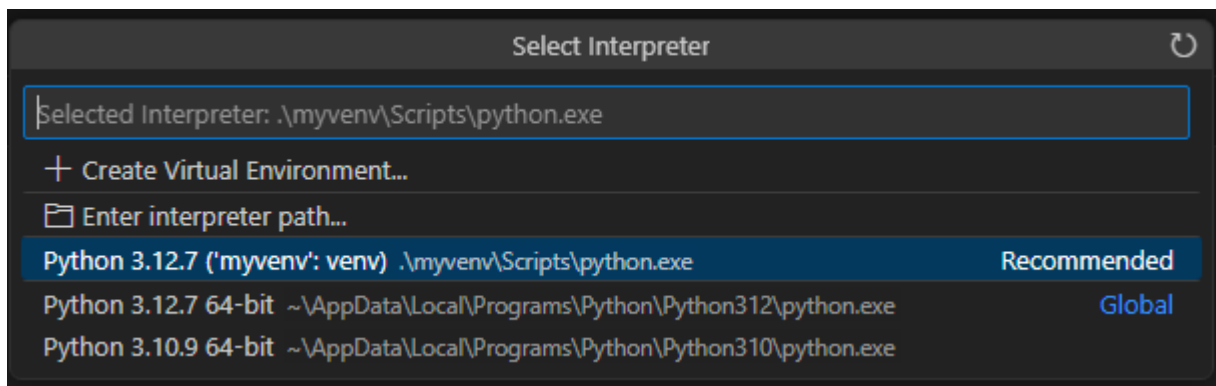 Select Interpreter
Selected Interpreter: .\myvenv\Scripts\python.exe
Create Virtual Environment...
Enter interpreter path...
Python 3.12.7 ('myvenv': venv) .\myvenv\Scripts\python.exe Recommended
Python 3.12.7 64-bit ~\AppData\Local\Programs\Python\Python312\python.exe Global
Python 3.10.9 64-bit ~\AppData\Local\Programs\Python\Python310\python.exe